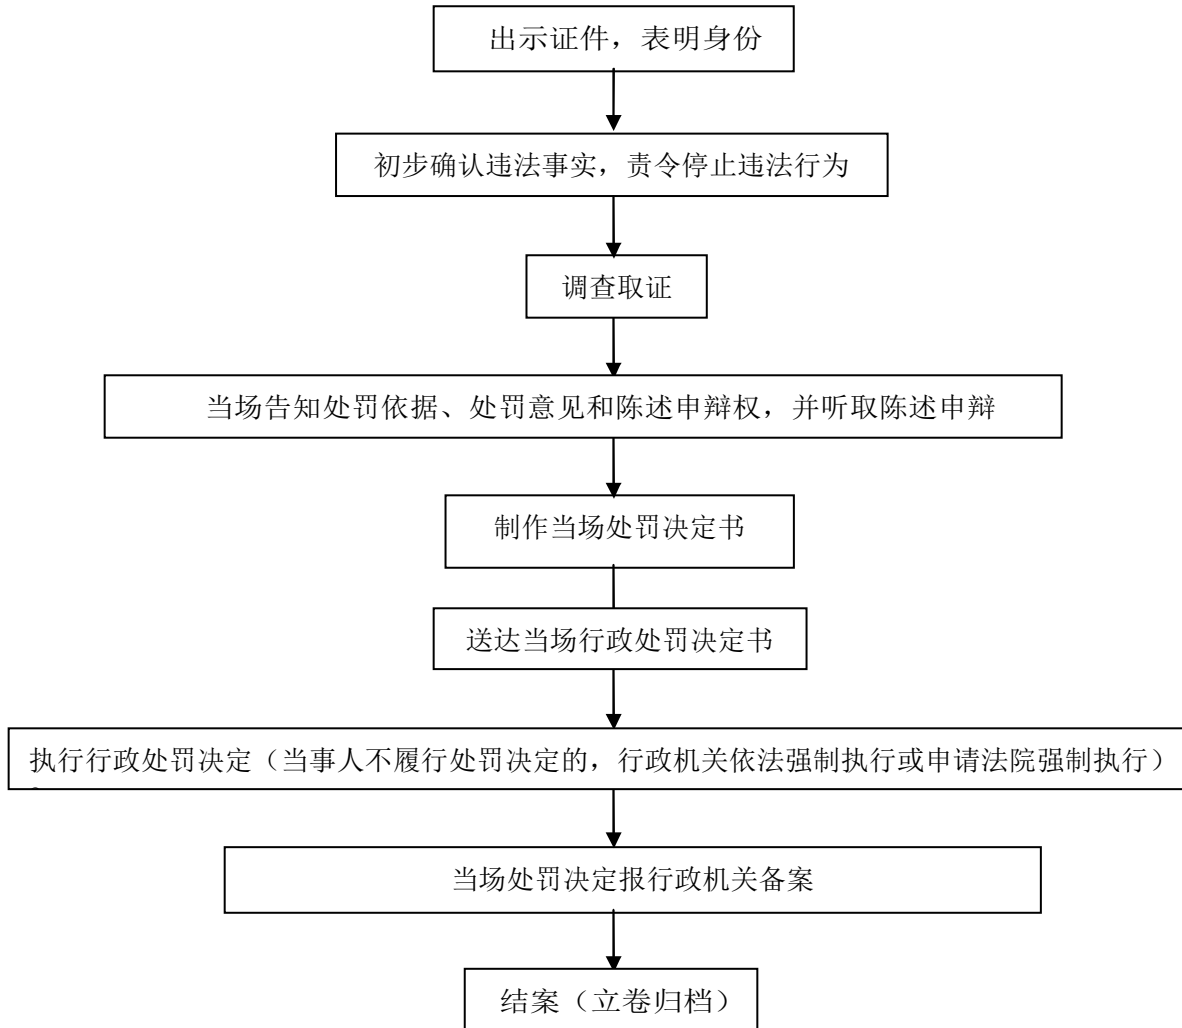 出示证件，表明身份
初步确认违法事实，责令停止违法行为
调查取证
当场告知处罚依据、处罚意见和陈述申辩权，并听取陈述申辩
制作当场处罚决定书
送达当场行政处罚决定书
执行行政处罚决定（当事人不履行处罚决定的，行政机关依法强制执行或申请法院强制执行）
当场处罚决定报行政机关备案
结案（立卷归档）